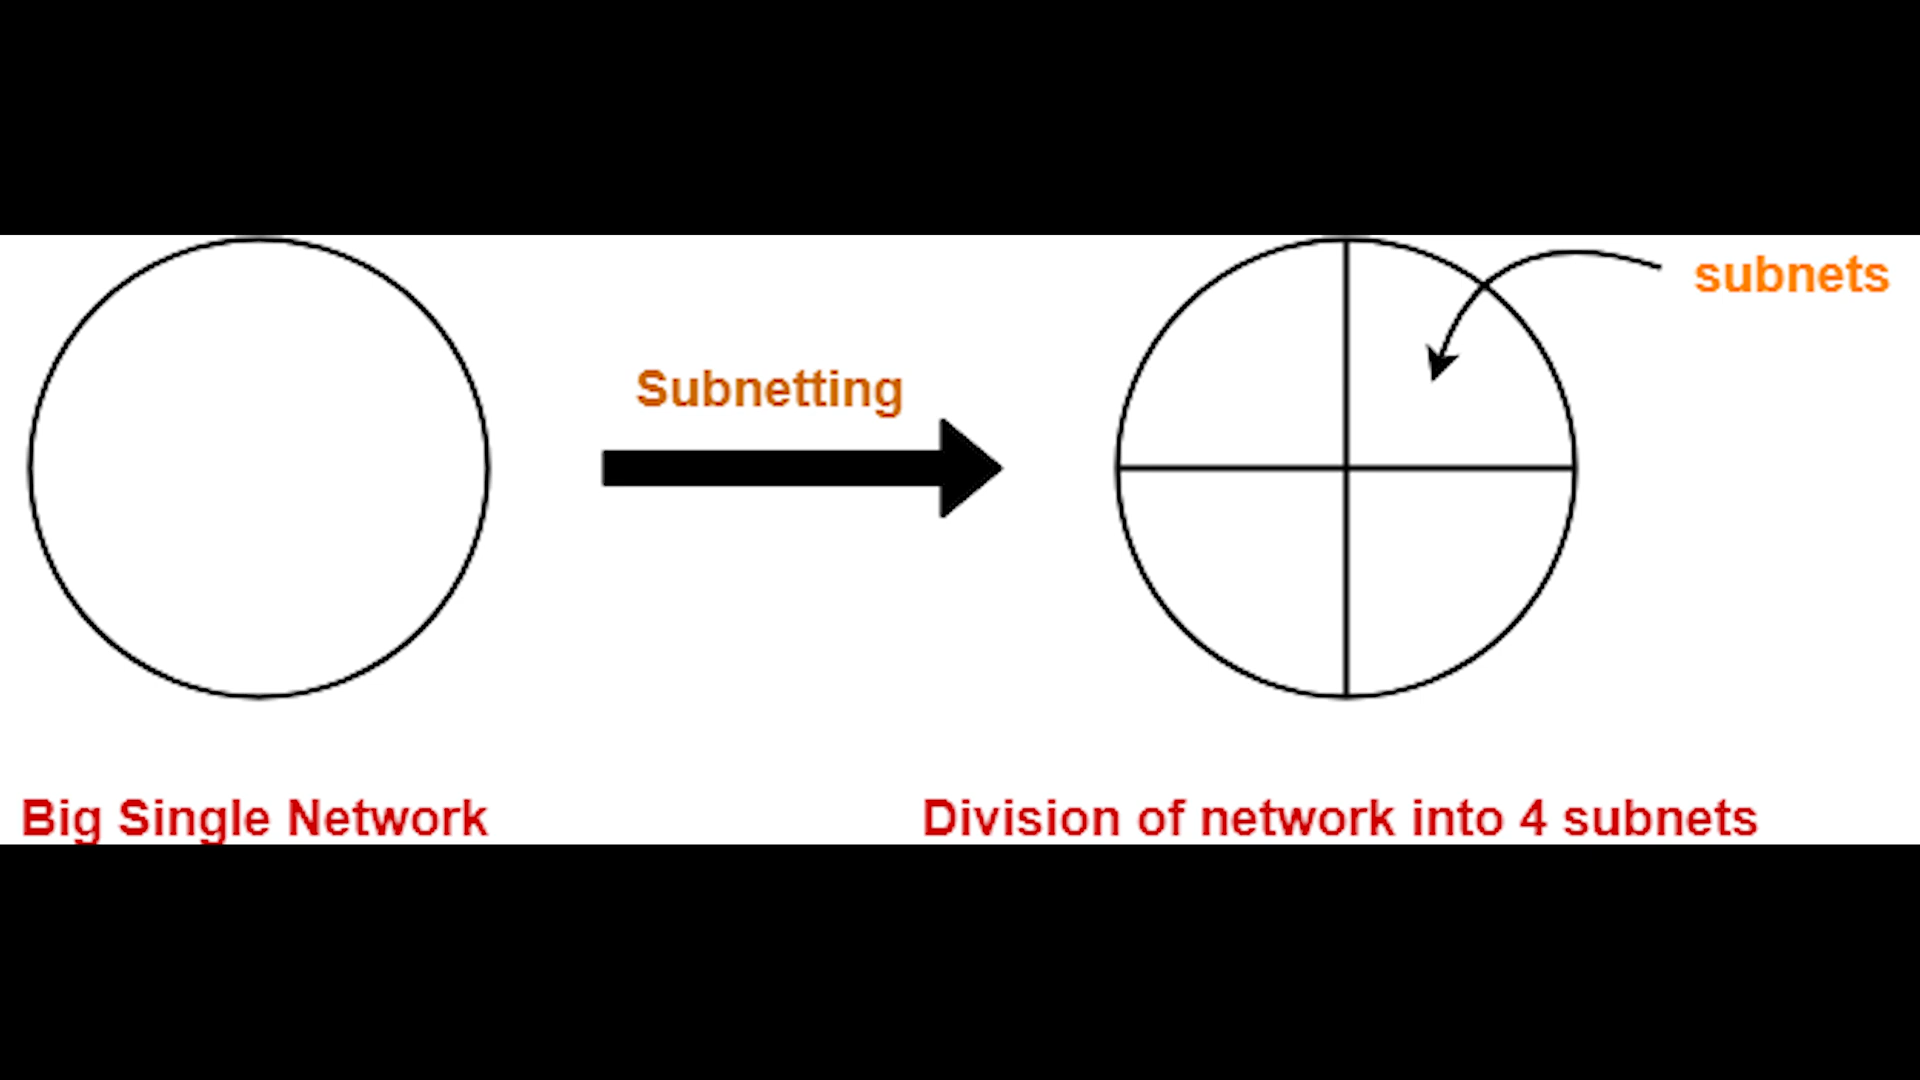 subnets
Subnetting
Big Single Network
Division of network into 4 subnets